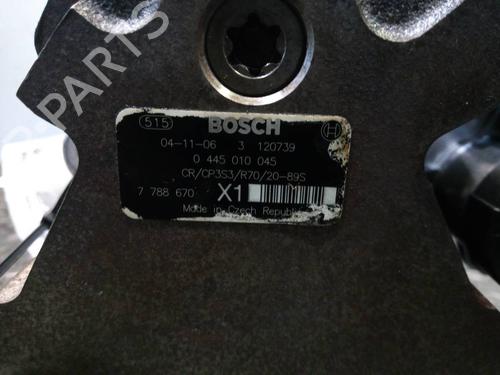 515 BOSCH
04-11-06 3 120739
0 445 010 045
CR/CP3S3/R70/20-89S
7 788 670 X1
Made in Czech Republic
PARTS